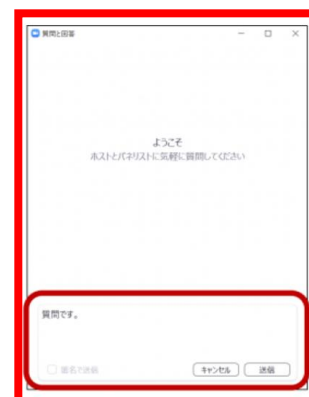 質問と回答
ようこそ
ホストとパネリストに気軽に質問してください
質問です。
匿名で送信
キャンセル
送信